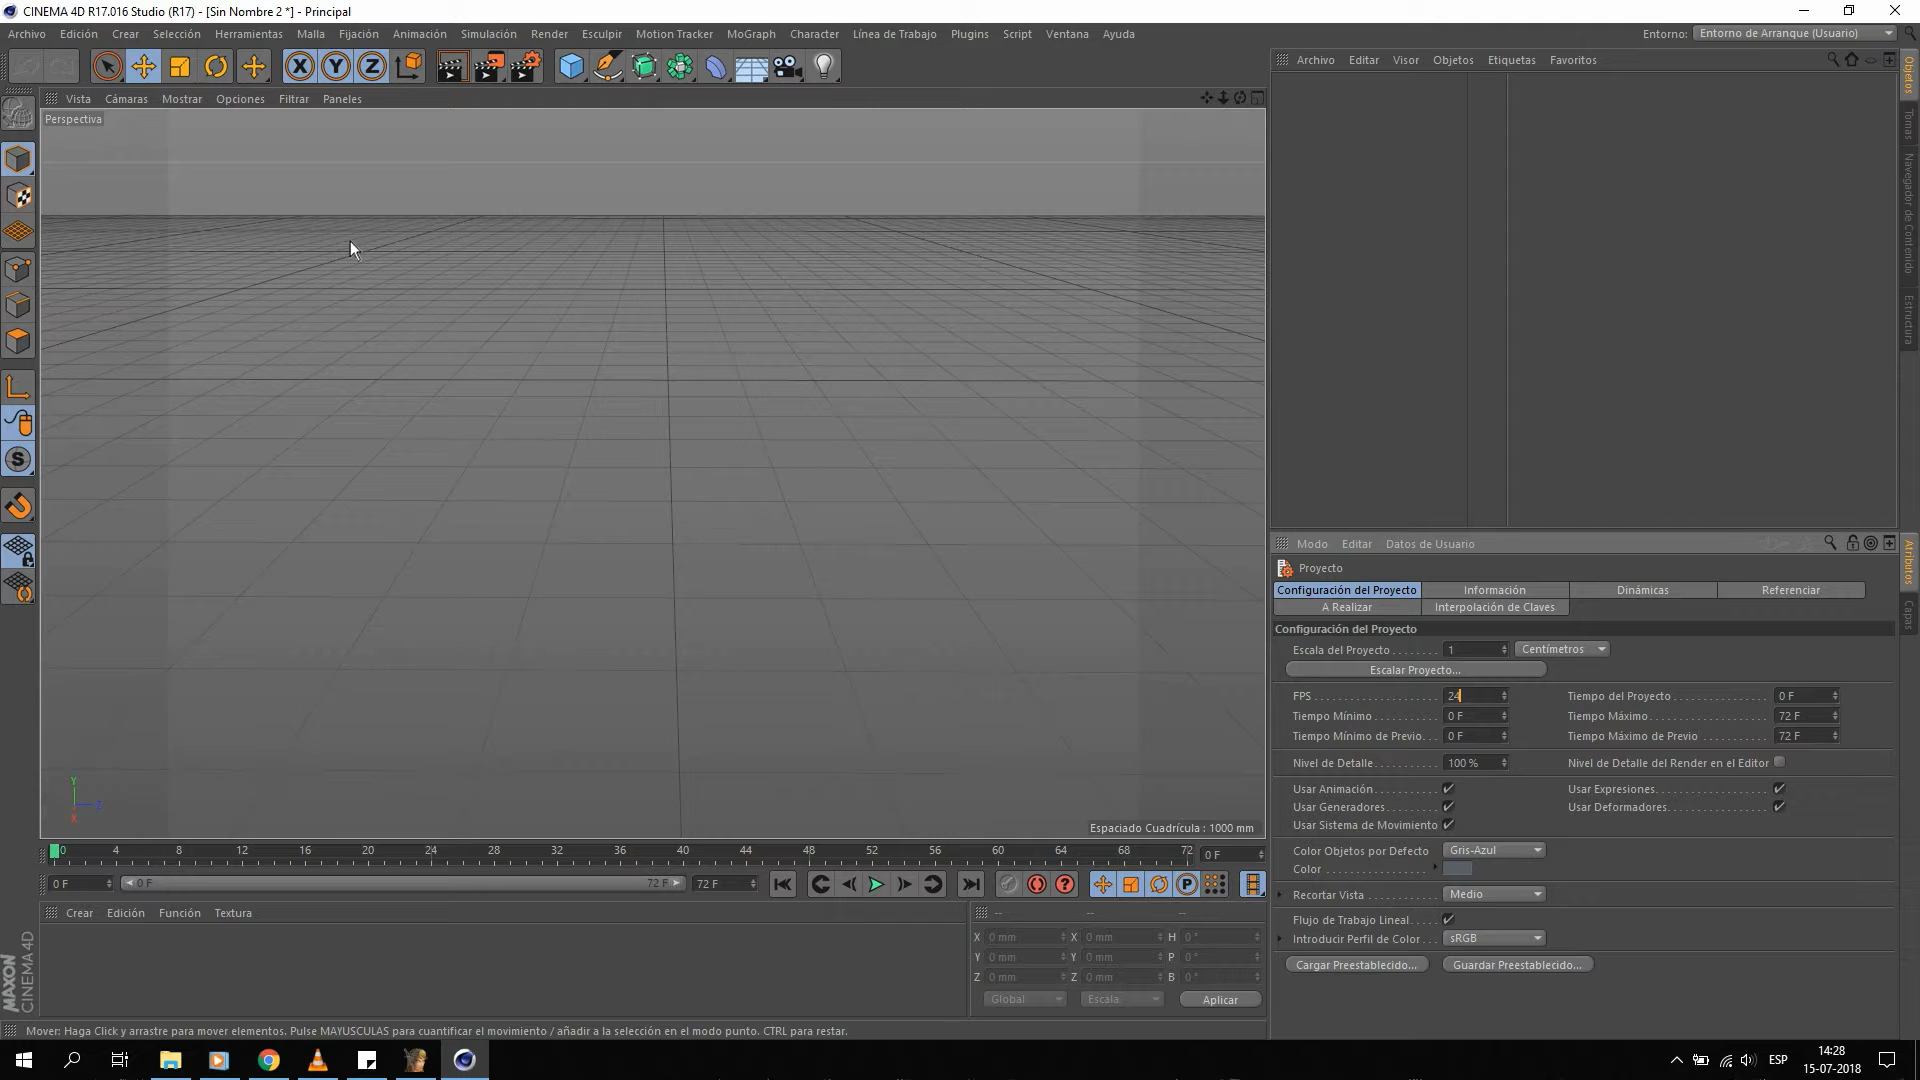 CINEMA 4D R17.016 Studio (R17) - [Sin Nombre 2 *] - Principal
Archivo Edición Crear Selección Herramientas Malla Fijación Animación Simulación Render Esculpir Motion Tracker MoGraph Character Línea de Trabajo Plugins Script Ventana Ayuda Entorno: Entorno de Arranque (Usuario)
X Y Z
Archivo Editar Visor Objetos Etiquetas Favoritos
Vista Cámaras Mostrar Opciones Filtrar Paneles
Perspectiva
Objetos
Tomas
Navegador de Contenido
Estructura
S
Y
Z
X
Espaciado Cuadrícula : 1000 mm
Modo Editar Datos de Usuario
Proyecto
Configuración del Proyecto Información Dinámicas Referenciar
A Realizar Interpolación de Claves
Configuración del Proyecto
Escala del Proyecto 1 Centímetros
Escalar Proyecto...
FPS 24 Tiempo del Proyecto 0 F
Tiempo Mínimo 0 F Tiempo Máximo 72 F
Tiempo Mínimo de Previo 0 F Tiempo Máximo de Previo 72 F
Nivel de Detalle 100 % Nivel de Detalle del Render en el Editor
Usar Animación Usar Expresiones
Usar Generadores Usar Deformadores
Usar Sistema de Movimiento
Color Objetos por Defecto Gris-Azul
Color
Recortar Vista Medio
Flujo de Trabajo Lineal
Introducir Perfil de Color sRGB
Cargar Preestablecido... Guardar Preestablecido...
Atributos
Capas
0 4 8 12 16 20 24 28 32 36 40 44 48 52 56 60 64 68 72 0 F
0 F 0 F 72 F 72 F
P
Crear Edición Función Textura
-- -- --
X 0 mm X 0 mm H 0 °
Y 0 mm Y 0 mm P 0 °
Z 0 mm Z 0 mm B 0 °
Global Escala Aplicar
MAXON
CINEMA 4D
Mover: Haga Click y arrastre para mover elementos. Pulse MAYUSCULAS para cuantificar el movimiento / añadir a la selección en el modo punto. CTRL para restar.
ESP
14:28
15-07-2018